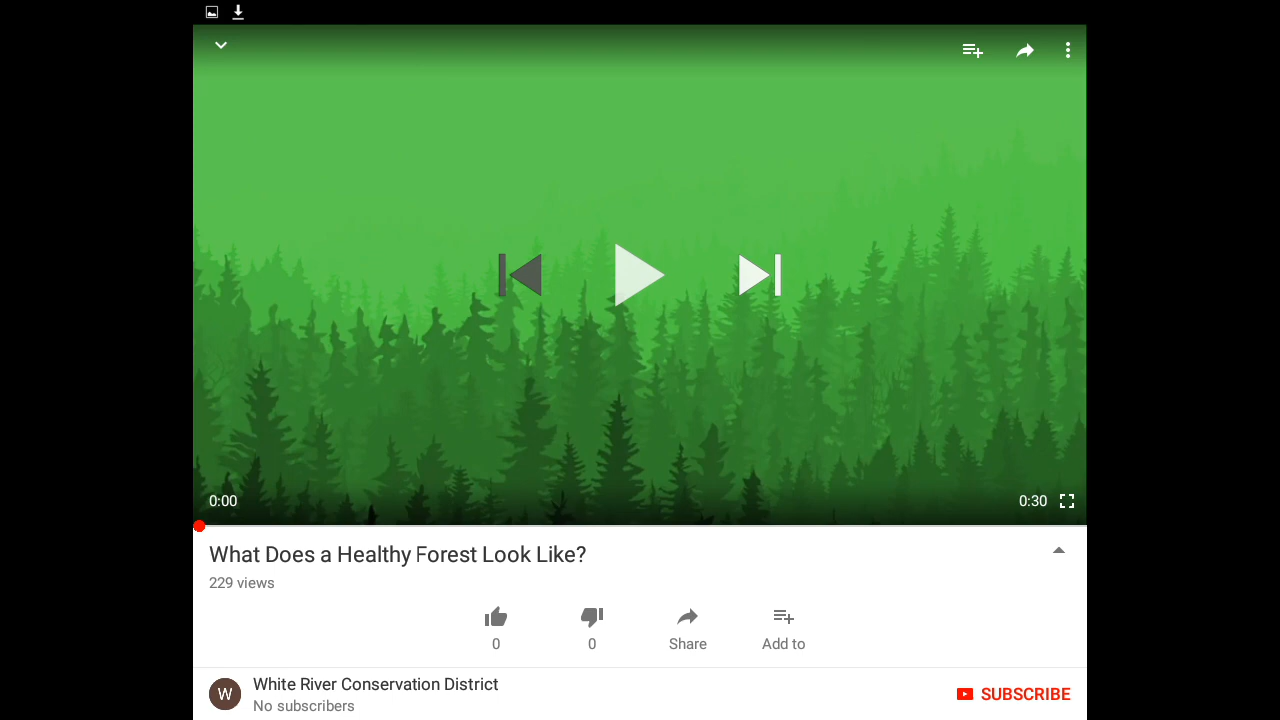 0:00
0:30
What Does a Healthy Forest Look Like?
229 views
0
0
Share
Add to
W
White River Conservation District
No subscribers
SUBSCRIBE